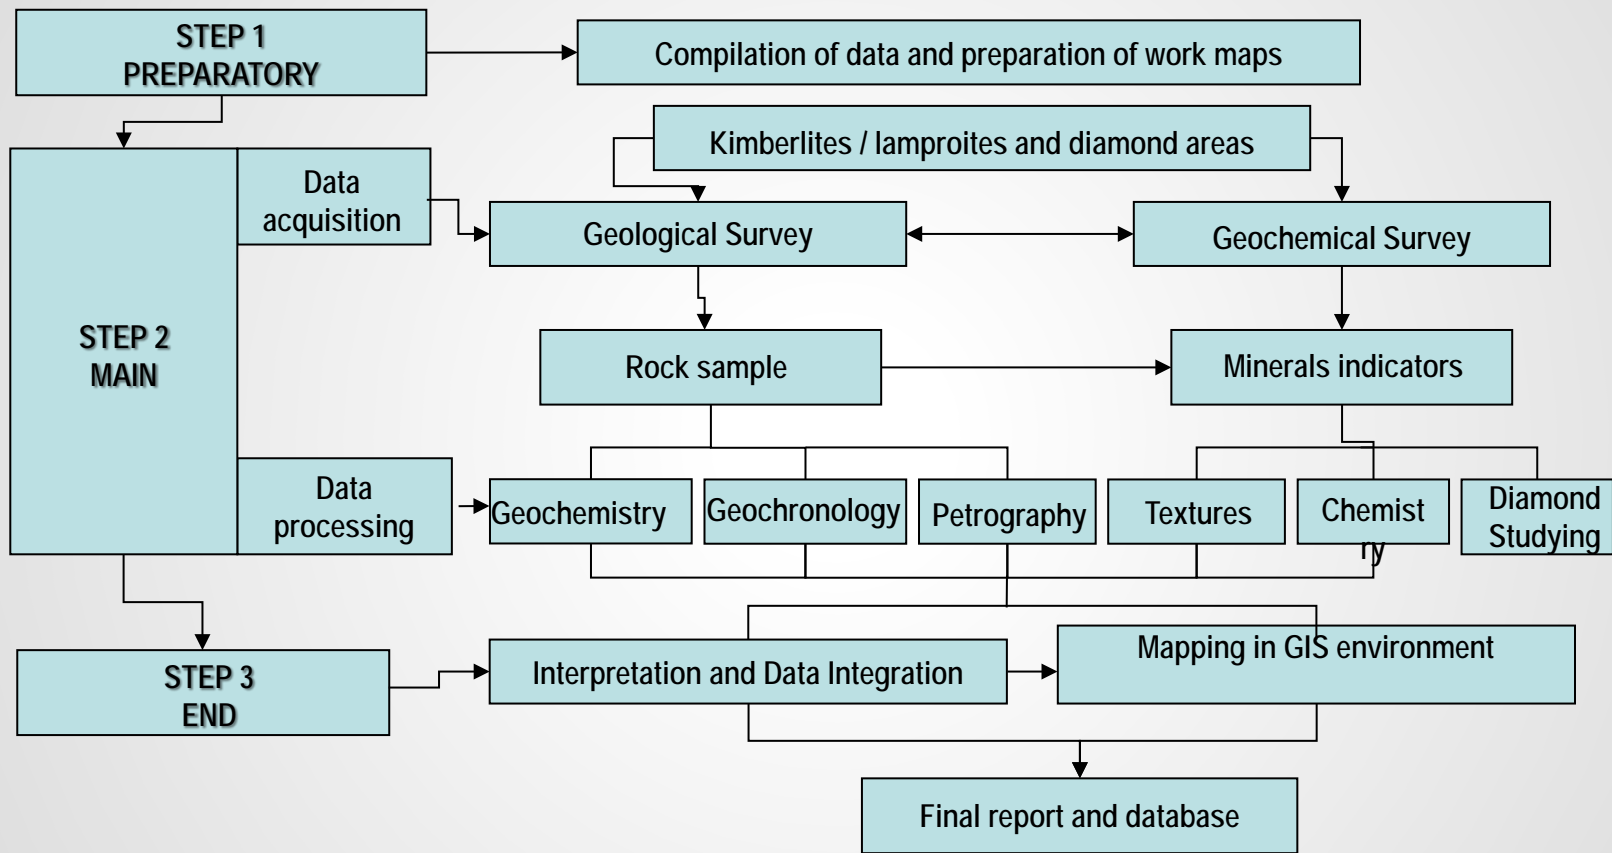 STEP 1
PREPARATORY
Compilation of data and preparation of work maps
Kimberlites / lamproites and diamond areas
Data
acquisition
Geological Survey
Geochemical Survey
STEP 2
MAIN
Rock sample
Minerals indicators
Data
processing
Geochemistry
Geochronology
Petrography
Textures
Chemist
ry
Diamond
Studying
STEP 3
END
Interpretation and Data Integration
Mapping in GIS environment
Final report and database